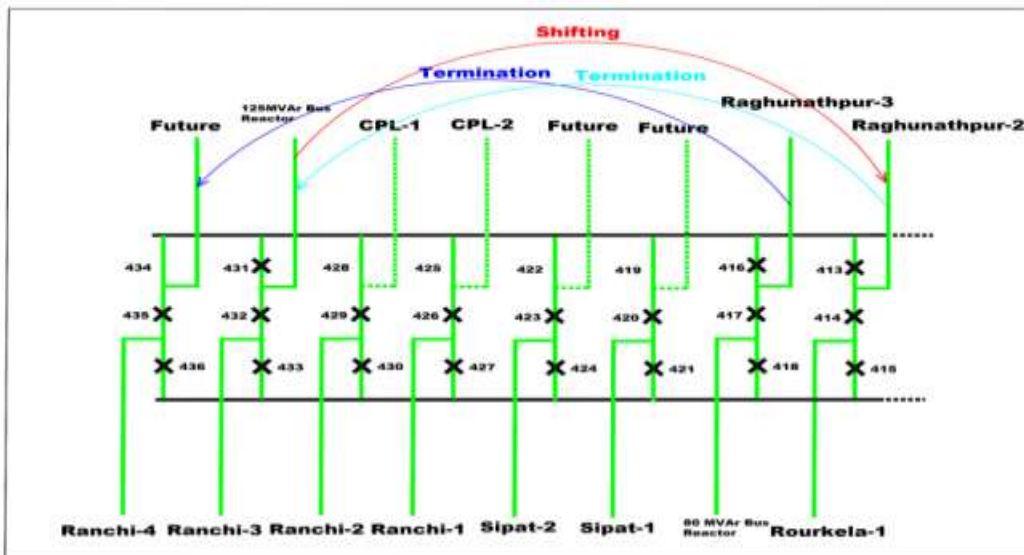 Shifting
Termination
Termination
Raghunathpur-3
125MVAr Bus
Reactor
Future
CPL-1
CPL-2
Future
Future
Raghunathpur-2
434
431
428
425
422
419
416
413
435
432
429
426
423
420
417
414
436
433
430
427
424
421
418
415
Ranchi-4
Ranchi-3
Ranchi-2
Ranchi-1
Sipat-2
Sipat-1
80 MVAr Bus
Reactor
Rourkela-1